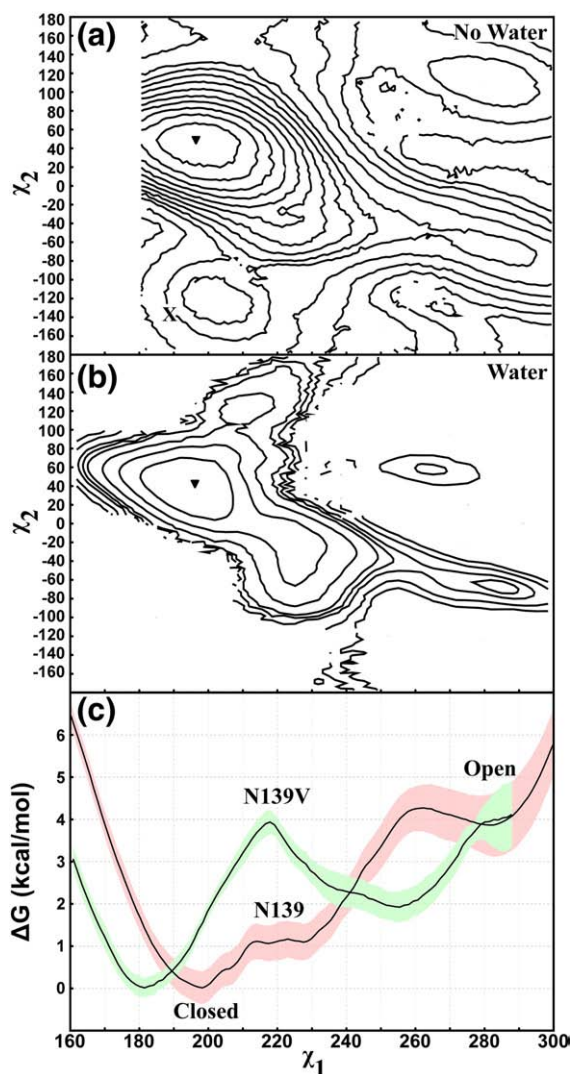 (a)
No Water
180
160
140
120
100
80
60
40
20
0
-20
-40
-60
-80
-100
-120
-140
-160
χ2
X
(b)
Water
180
160
140
120
100
80
60
40
20
0
-20
-40
-60
-80
-100
-120
-140
-160
χ2
(c)
6
5
4
3
2
1
0
ΔG (kcal/mol)
Open
N139V
N139
Closed
160 180 200 220 240 260 280 300
χ1